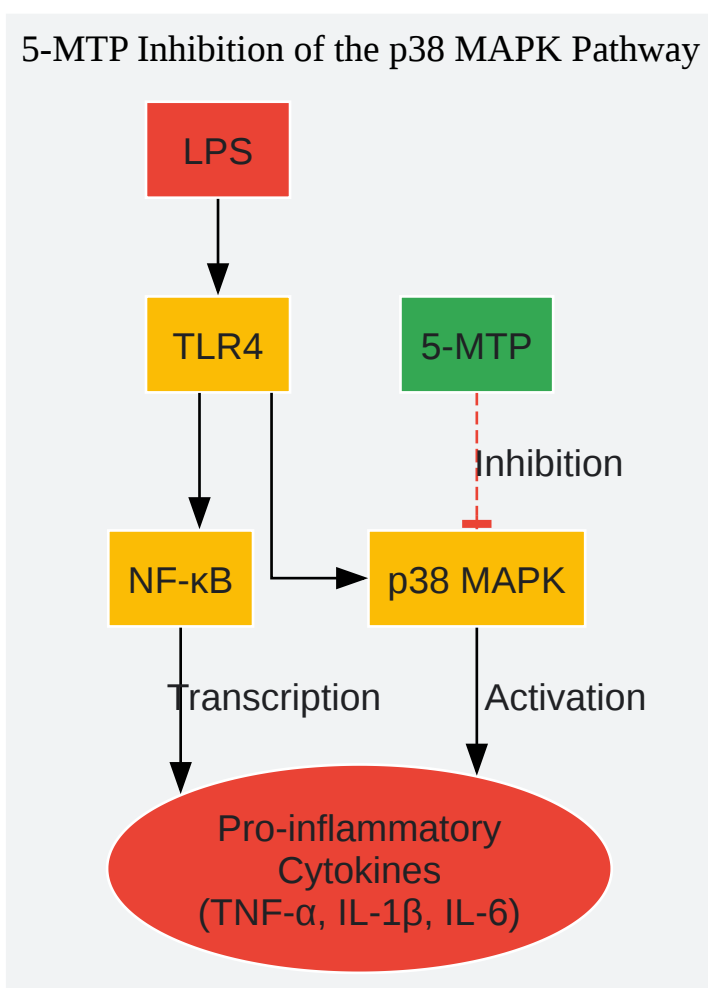 5-MTP Inhibition of the p38 MAPK Pathway
LPS
TLR4
5-MTP
Inhibition
NF-κB
p38 MAPK
Transcription
Activation
Pro-inflammatory
Cytokines
(TNF-α, IL-1β, IL-6)